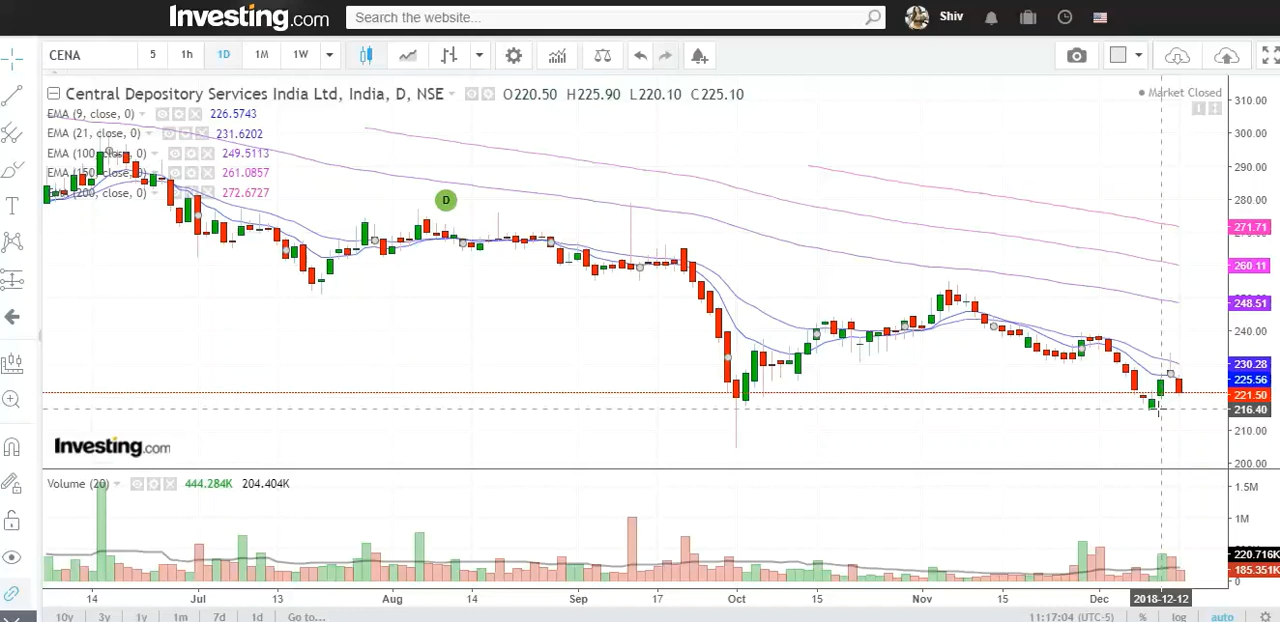 Investing.com
Search the website...
Shiv
CENA 5 1h 1D 1M 1W
Central Depository Services India Ltd, India, D, NSE O220.50 H225.90 L220.10 C225.10
Market Closed
EMA (9, close, 0) 226.5743
EMA (21, close, 0) 231.6202
EMA (100, close, 0) 249.5113
EMA (150, close, 0) 261.0857
EMA (200, close, 0) 272.6727
D
310.00
300.00
290.00
280.00
271.71
260.11
248.51
240.00
230.28
225.56
221.50
216.40
210.00
200.00
Investing.com
Volume (20) 444.284K 204.404K
1.5M
1M
220.716K
185.351K
0
14 Jul 13 Aug 14 Sep 17 Oct 15 Nov 15 Dec 2018-12-12
10y 3y 1y 1m 7d 1d Go to... 11:17:04 (UTC-5) % log auto